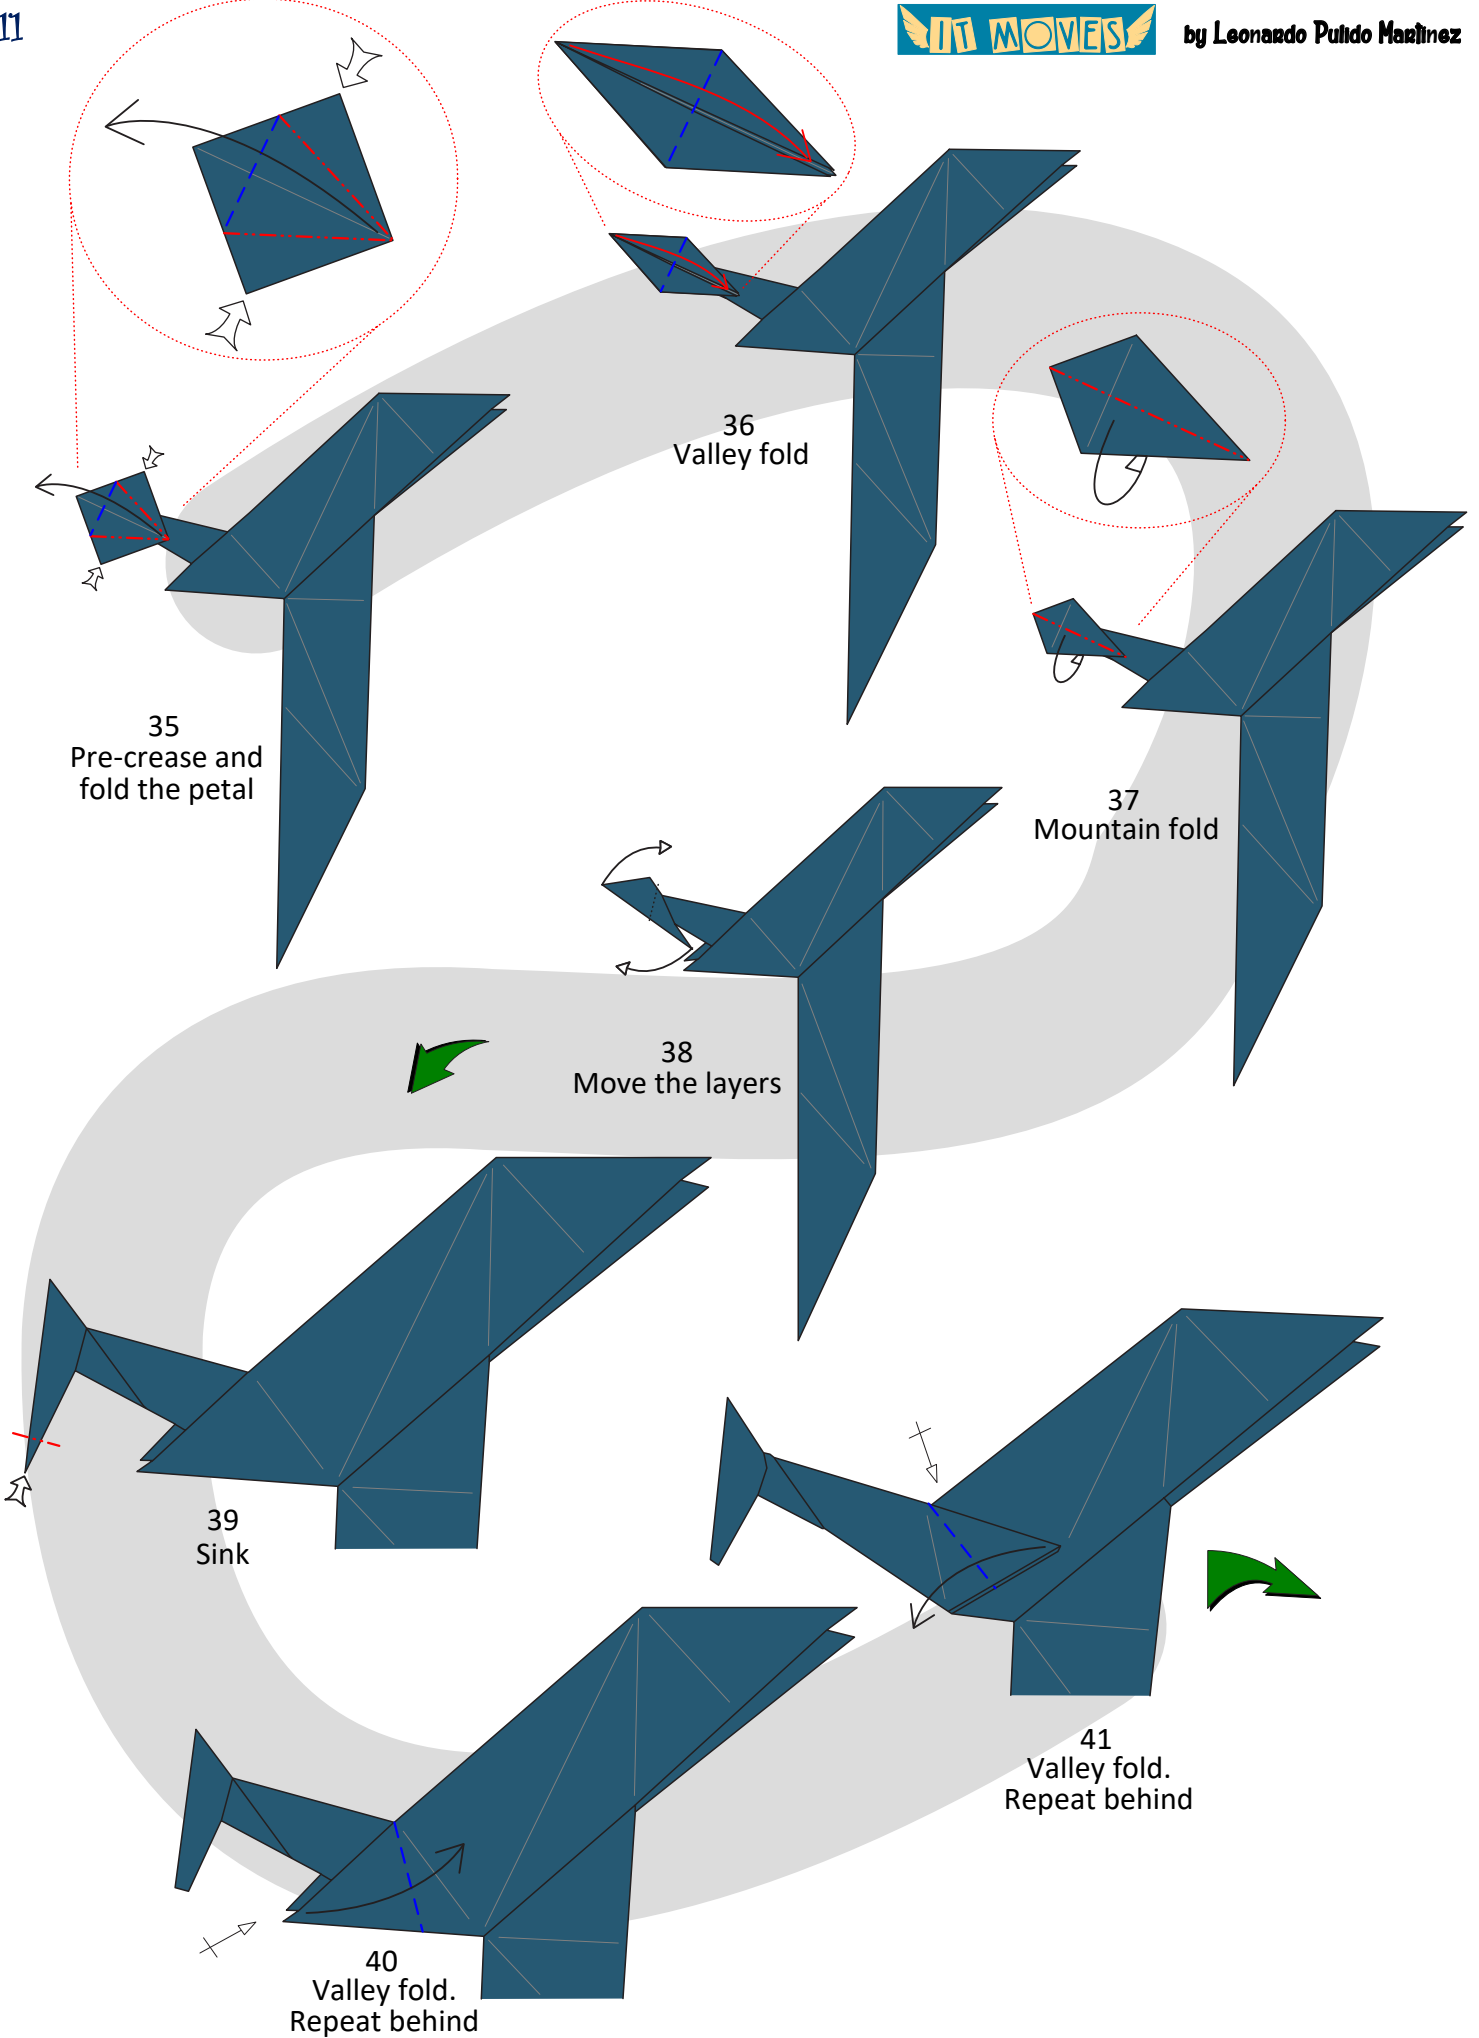 11
IT MOVES
by Leonardo Pulido Martinez
36
Valley fold
35
Pre-crease and
fold the petal
37
Mountain fold
38
Move the layers
39
Sink
41
Valley fold.
Repeat behind
40
Valley fold.
Repeat behind